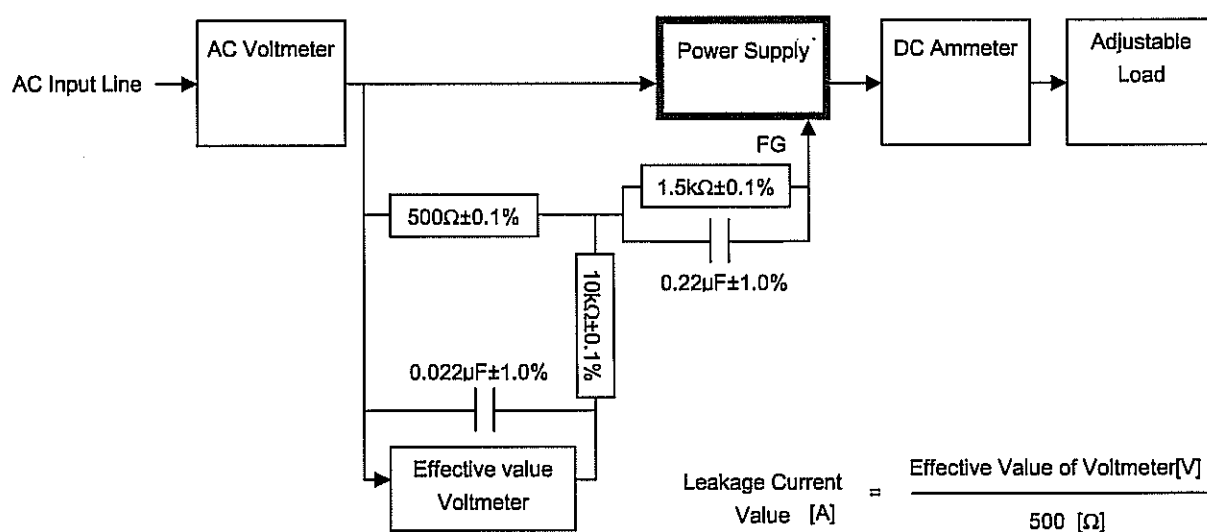 AC Input Line
AC Voltmeter
Power Supply
DC Ammeter
Adjustable
Load
FG
1.5kΩ±0.1%
500Ω±0.1%
0.22µF±1.0%
10kΩ±0.1%
0.022µF±1.0%
Effective value
Voltmeter
Leakage Current
Value [A]
=
Effective Value of Voltmeter[V]
500 [Ω]